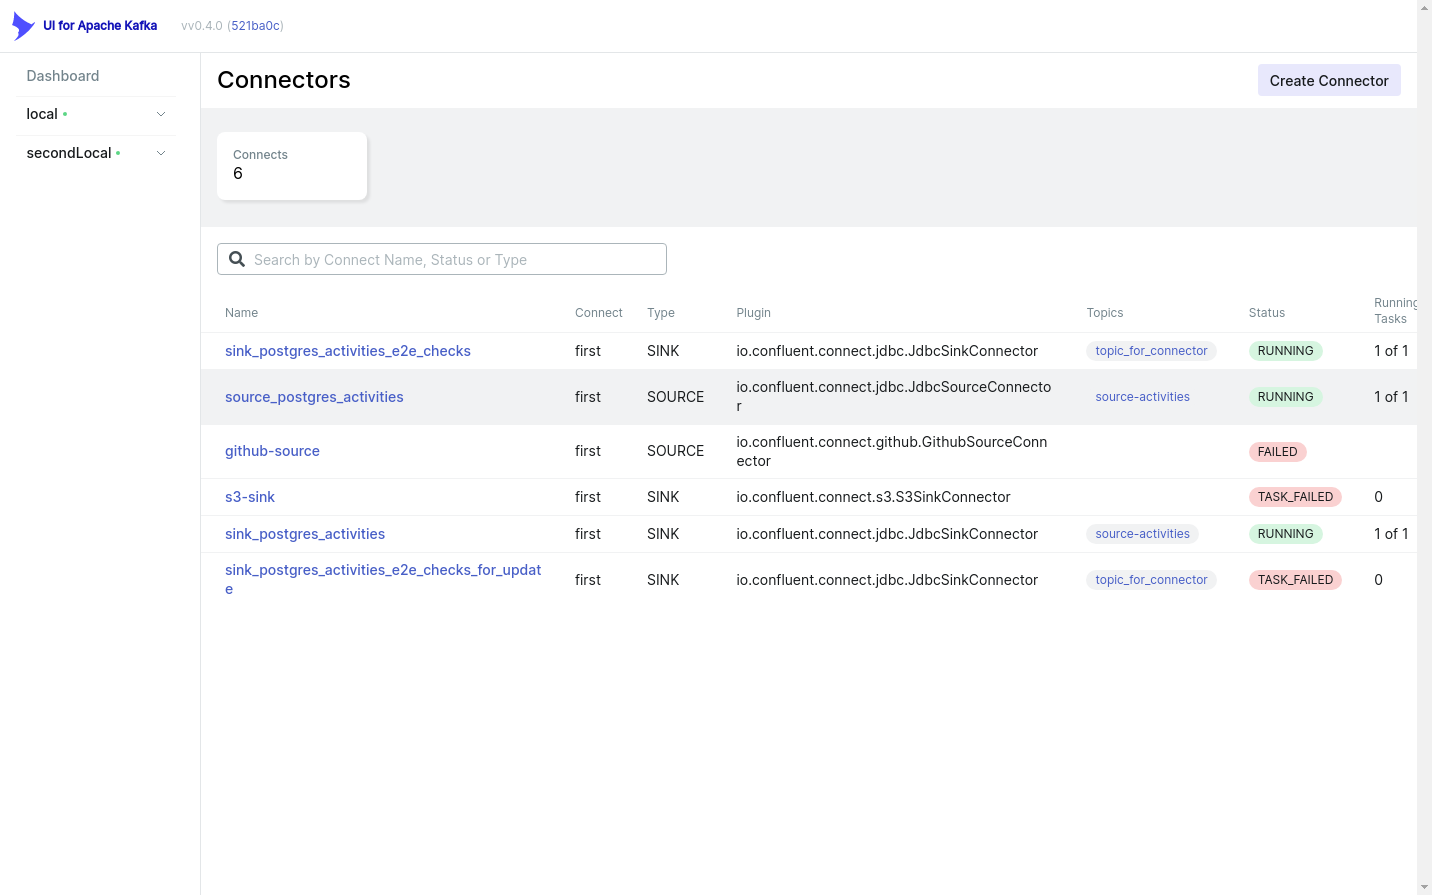 UI for Apache Kafka vv0.4.0 (521ba0c)
Dashboard
local
secondLocal
Connectors
Create Connector
Connects
6
Search by Connect Name, Status or Type
Name Connect Type Plugin Topics Status Running
Tasks
sink_postgres_activities_e2e_checks first SINK io.confluent.connect.jdbc.JdbcSinkConnector topic_for_connector RUNNING 1 of 1
source_postgres_activities first SOURCE io.confluent.connect.jdbc.JdbcSourceConnecto
r source-activities RUNNING 1 of 1
github-source first SOURCE io.confluent.connect.github.GithubSourceConn
ector FAILED
s3-sink first SINK io.confluent.connect.s3.S3SinkConnector TASK_FAILED 0
sink_postgres_activities first SINK io.confluent.connect.jdbc.JdbcSinkConnector source-activities RUNNING 1 of 1
sink_postgres_activities_e2e_checks_for_updat
e first SINK io.confluent.connect.jdbc.JdbcSinkConnector topic_for_connector TASK_FAILED 0